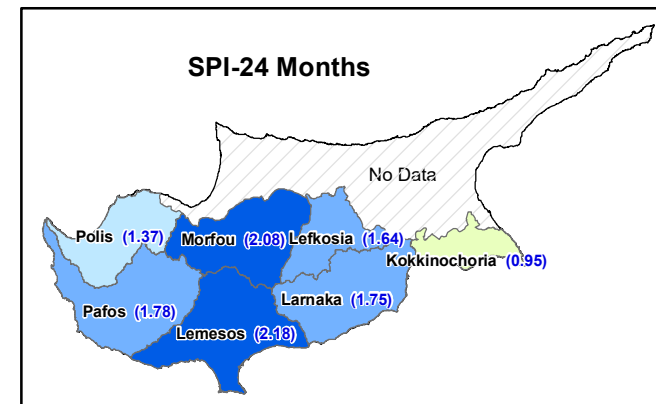 SPI-24 Months
No Data
Polis (1.37)
Morfou (2.08)
Lefkosia (1.64)
Kokkinochoria (0.95)
Pafos (1.78)
Larnaka (1.75)
Lemesos (2.18)